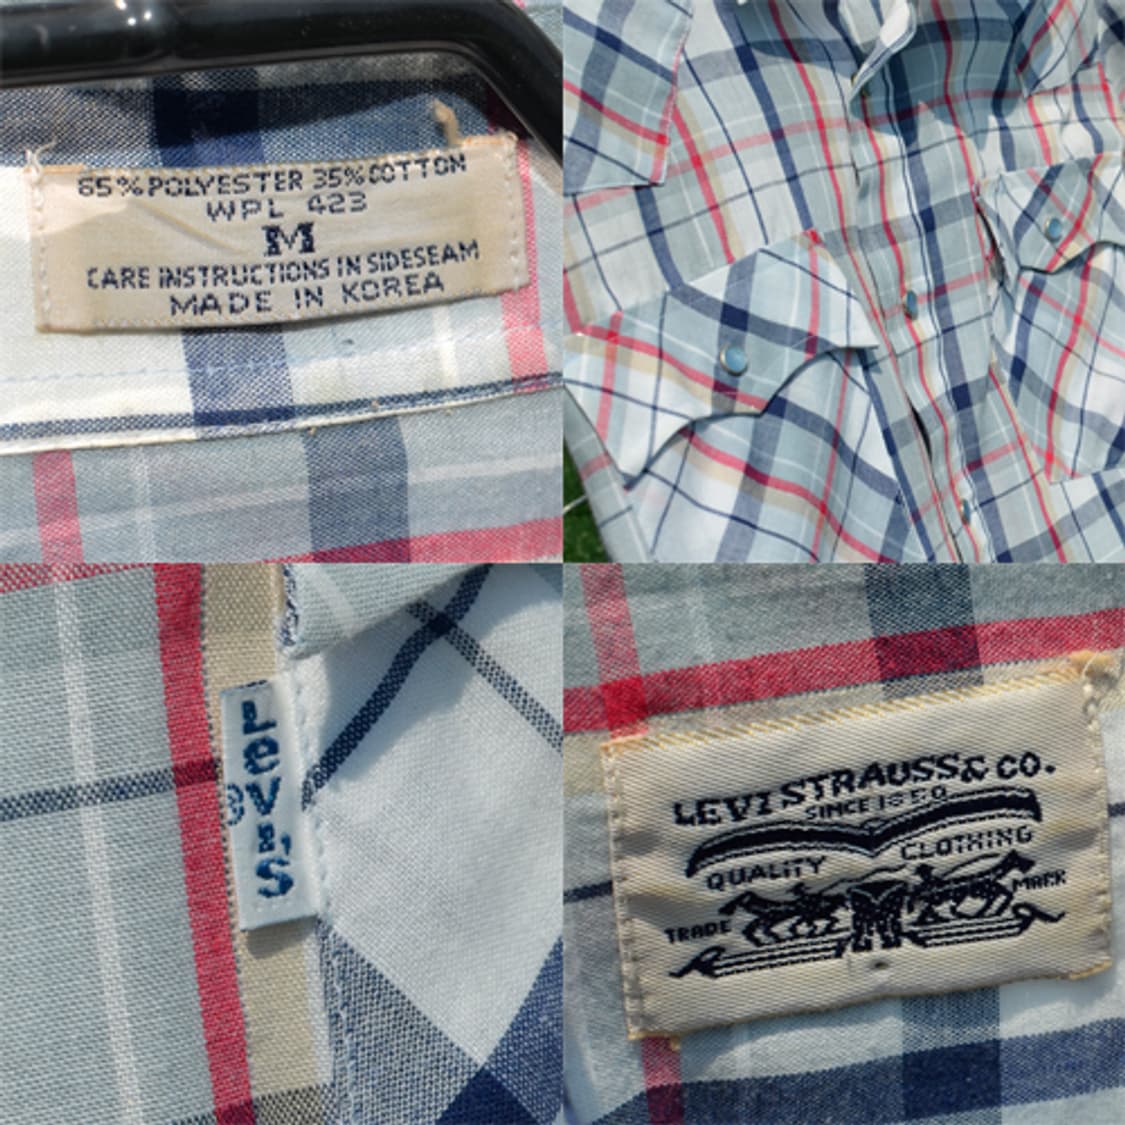 65% POLYESTER 35% COTTON
WPL 423
M
CARE INSTRUCTIONS IN SIDESEAM
MADE IN KOREA
Levi's
®
LEVI STRAUSS & CO.
SINCE 1850
QUALITY CLOTHING
TRADE MARK